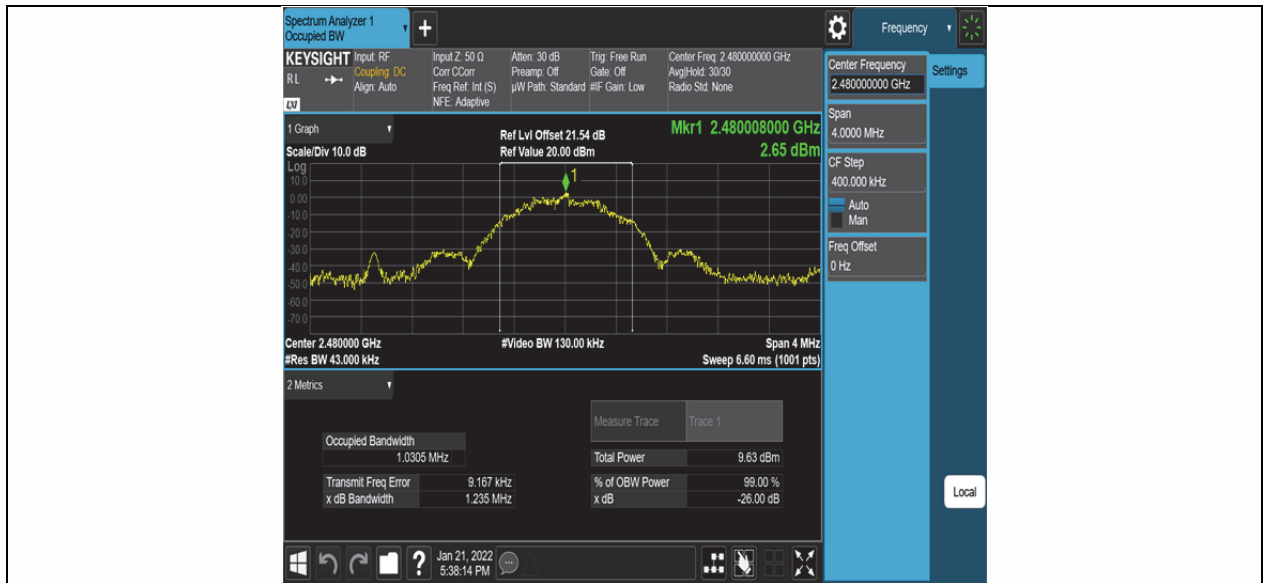 Spectrum Analyzer 1
Occupied BW
+
Frequency
KEYSIGHT
RL
LXI
Input: RF
Coupling: DC
Align: Auto
Input Z: 50 Ω
Corr CCorr
Freq Ref: Int (S)
NFE: Adaptive
Atten: 30 dB
Preamp: Off
µW Path: Standard
Trig: Free Run
Gate: Off
#IF Gain: Low
Center Freq: 2.480000000 GHz
Avg|Hold: 30/30
Radio Std: None
Center Frequency
2.480000000 GHz
Settings
Span
4.0000 MHz
CF Step
400.000 kHz
Auto
Man
Freq Offset
0 Hz
Local
1 Graph
Scale/Div 10.0 dB
Ref Lvl Offset 21.54 dB
Ref Value 20.00 dBm
Mkr1 2.480008000 GHz
2.65 dBm
Log
10.0
0.00
-10.0
-20.0
-30.0
-40.0
-50.0
-60.0
-70.0
1
Center 2.480000 GHz
#Res BW 43.000 kHz
#Video BW 130.00 kHz
Span 4 MHz
Sweep 6.60 ms (1001 pts)
2 Metrics
Measure Trace Trace 1
Occupied Bandwidth
1.0305 MHz
Total Power 9.63 dBm
Transmit Freq Error 9.167 kHz
% of OBW Power 99.00 %
x dB Bandwidth 1.235 MHz
x dB -26.00 dB
?
Jan 21, 2022
5:38:14 PM